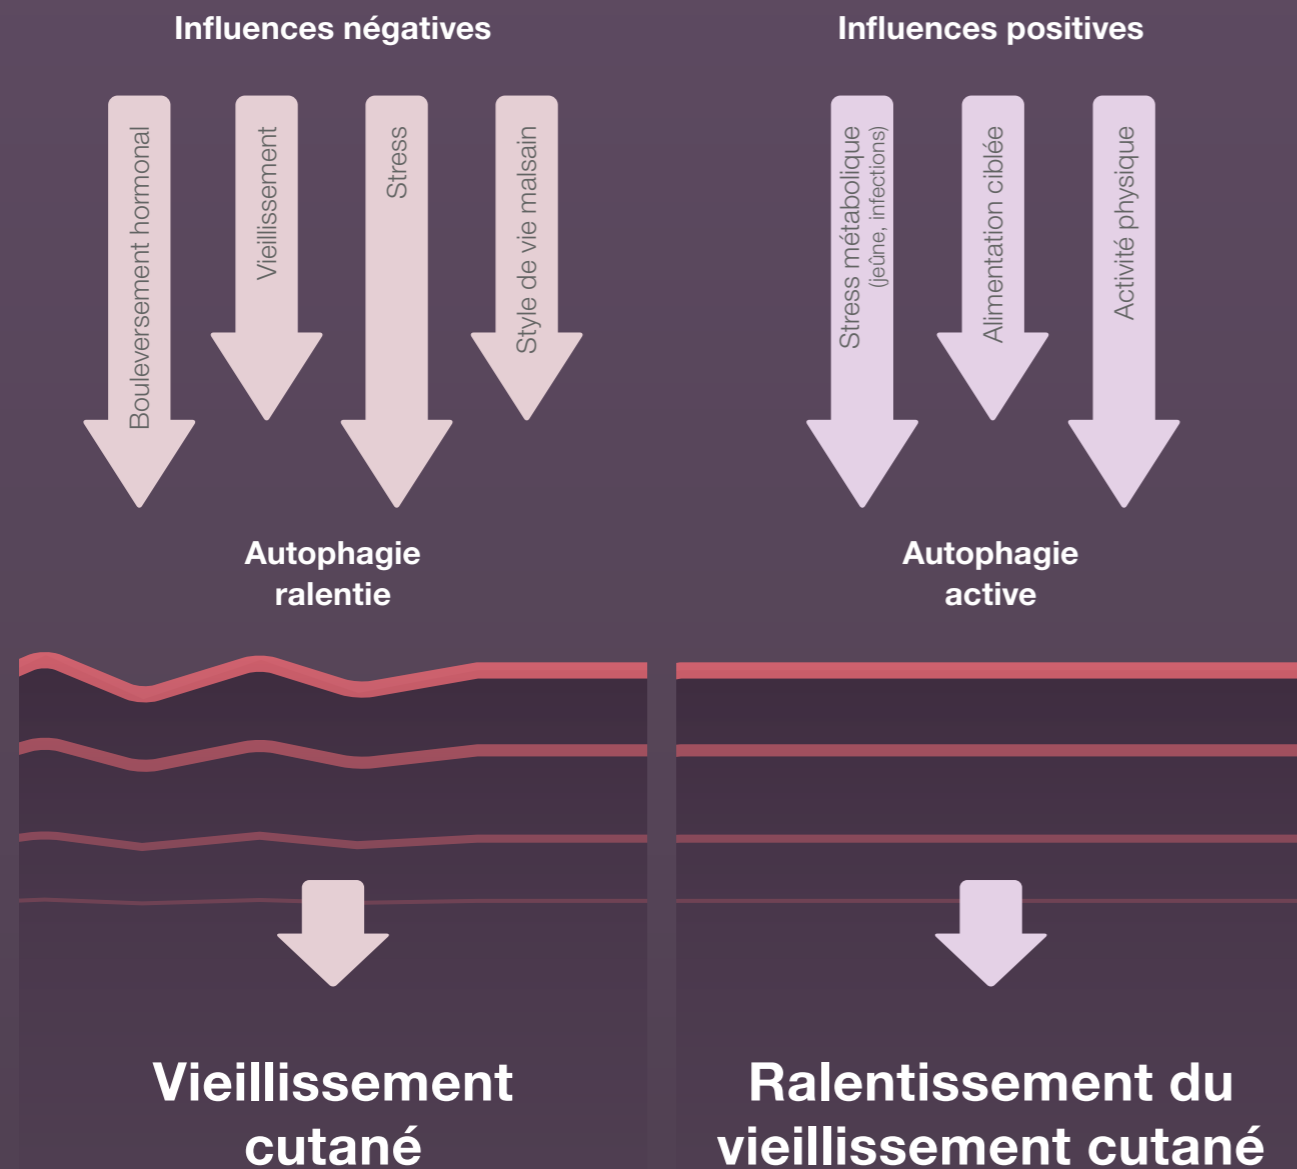 Influences négatives
Bouleversement hormonal
Vieillissement
Stress
Style de vie malsain
Autophagie
ralentie
Vieillissement
cutané
Influences positives
Stress métabolique
(jeûne, infections)
Alimentation ciblée
Activité physique
Autophagie
active
Ralentissement du
vieillissement cutané